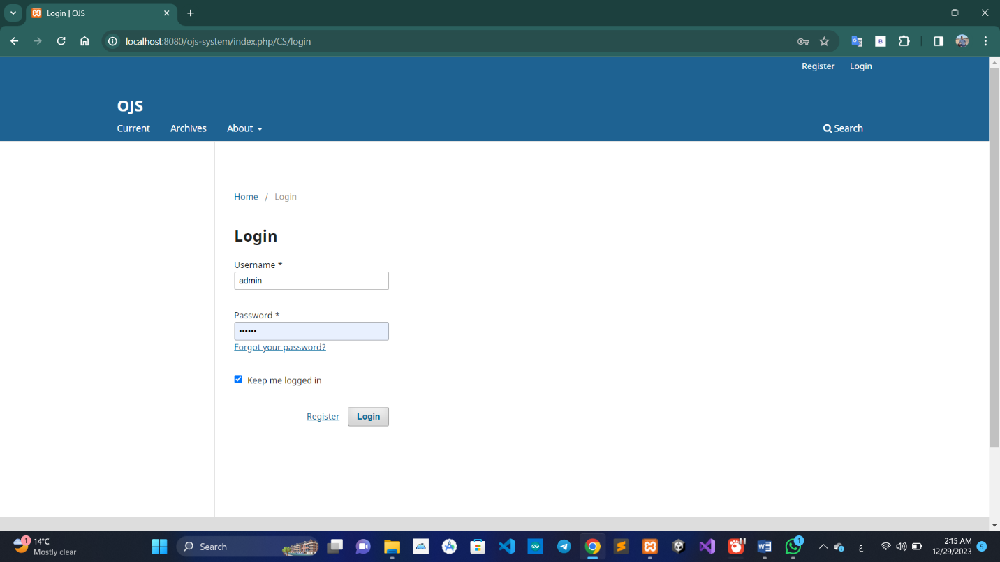 Login | OJS
localhost:8080/ojs-system/index.php/CS/login
Register Login
OJS
Current Archives About Search
Home / Login
Login
Username *
admin
Password *
••••••
Forgot your password?
Keep me logged in
Register Login
1 14°C
Mostly clear
Search
1
ع
2:15 AM
12/29/2023
5